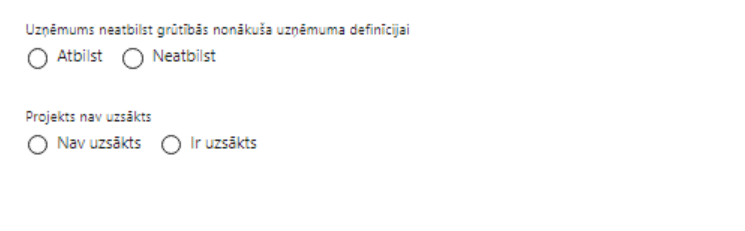 Uzņēmums neatbilst grūtībās nonākuša uzņēmuma definīcijai
Atbilst Neatbilst
Projekts nav uzsākts
Nav uzsākts Ir uzsākts